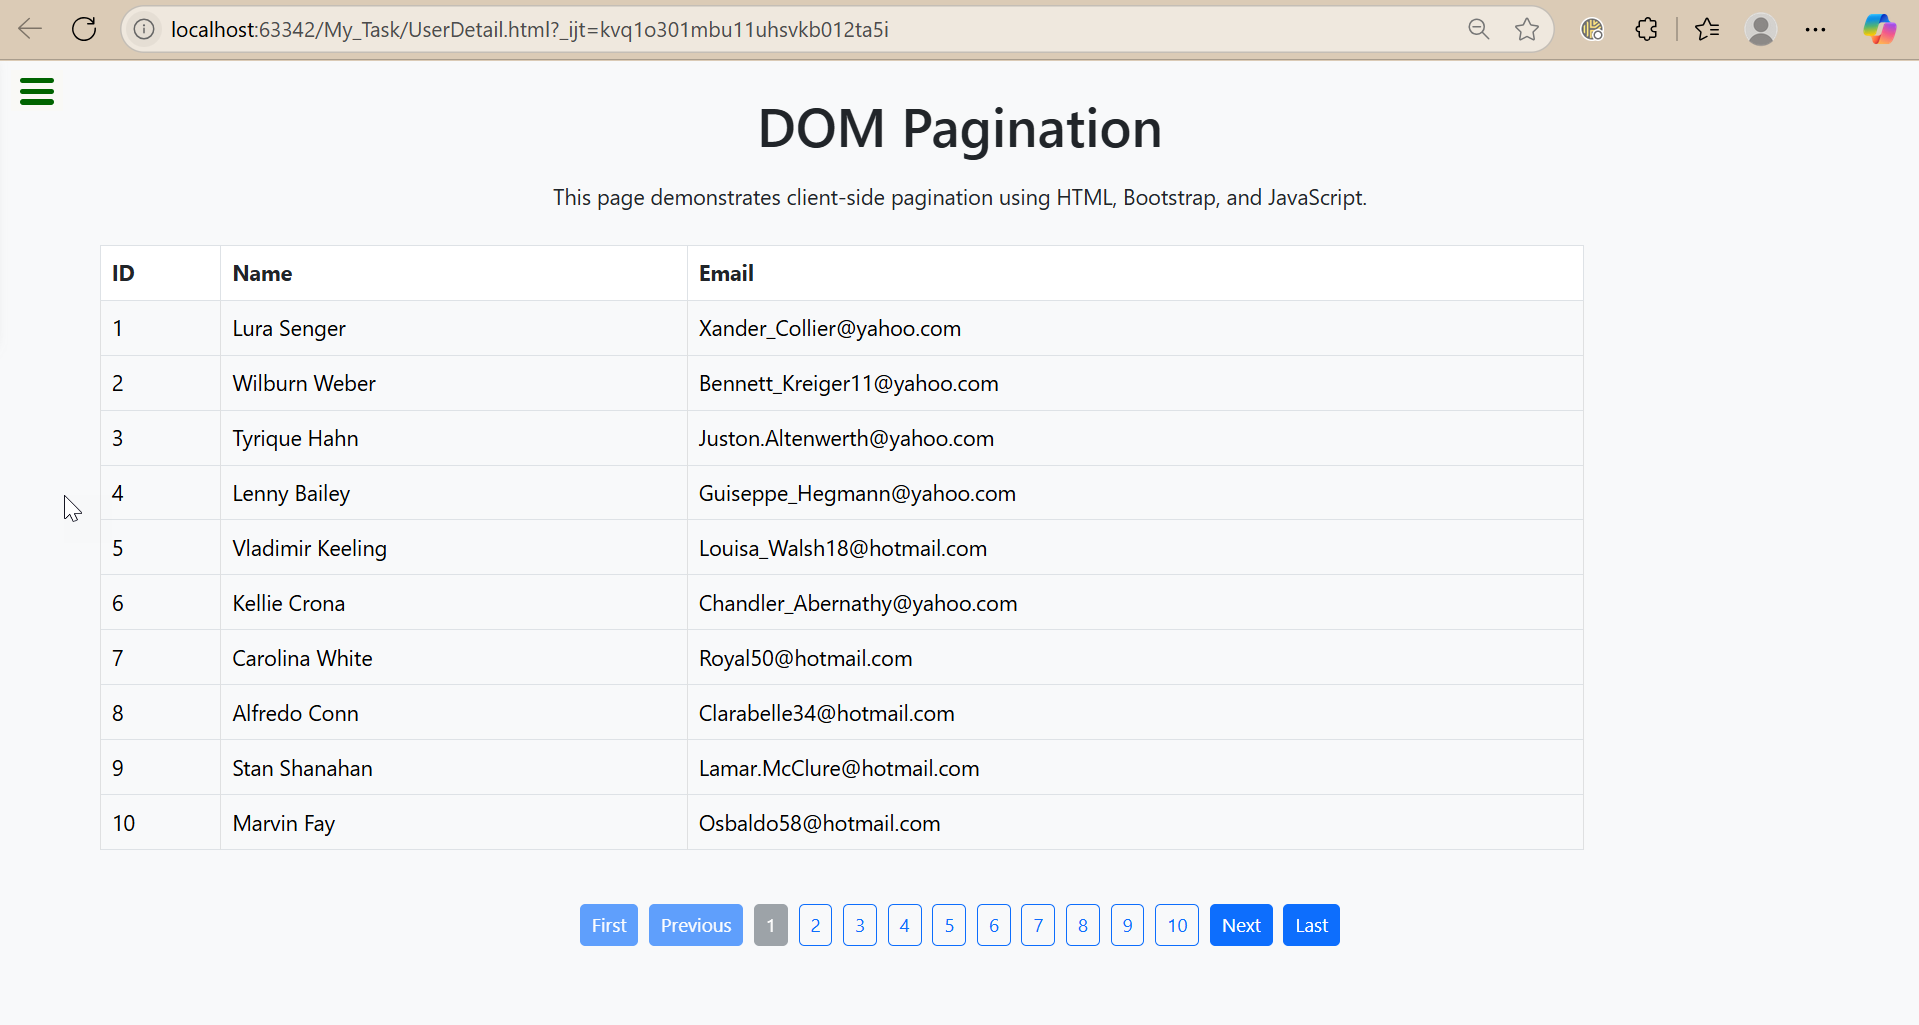 localhost:63342/My_Task/UserDetail.html?_ijt=kvq1o301mbu11uhsvkb012ta5i
DOM Pagination
This page demonstrates client-side pagination using HTML, Bootstrap, and JavaScript.
ID Name Email
1 Lura Senger Xander_Collier@yahoo.com
2 Wilburn Weber Bennett_Kreiger11@yahoo.com
3 Tyrique Hahn Juston.Altenwerth@yahoo.com
4 Lenny Bailey Guiseppe_Hegmann@yahoo.com
5 Vladimir Keeling Louisa_Walsh18@hotmail.com
6 Kellie Crona Chandler_Abernathy@yahoo.com
7 Carolina White Royal50@hotmail.com
8 Alfredo Conn Clarabelle34@hotmail.com
9 Stan Shanahan Lamar.McClure@hotmail.com
10 Marvin Fay Osbaldo58@hotmail.com
First Previous 1 2 3 4 5 6 7 8 9 10 Next Last